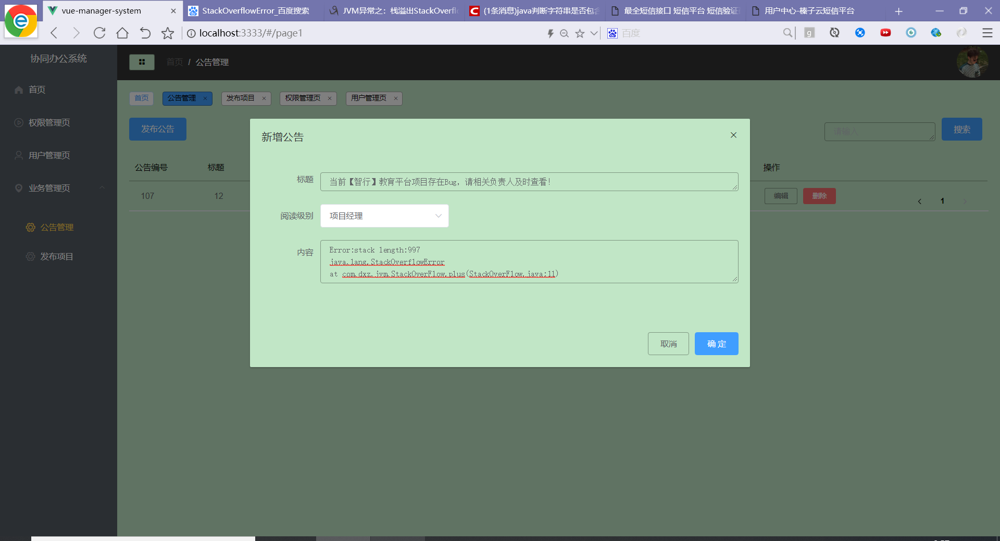 vue-manager-system
StackOverflowError_百度搜索
JVM异常之：栈溢出StackOverfl
(1条消息)java判断字符串是否包含
最全短信接口 短信平台 短信验证
用户中心-榛子云短信平台
localhost:3333/#/page1
百度
协同办公系统
首页 / 公告管理
首页
权限管理页
用户管理页
业务管理页
公告管理
发布项目
首页
公告管理
发布项目
权限管理页
用户管理页
发布公告
请输入
搜索
公告编号
标题
操作
107
12
编辑
删除
1
新增公告
标题
当前【智行】教育平台项目存在Bug，请相关负责人及时查看！
阅读级别
项目经理
内容
Error:stack length:997
java.lang.StackOverflowError
at com.dxz.jvm.StackOverFlow.plus(StackOverFlow.java:11)
取消
确 定